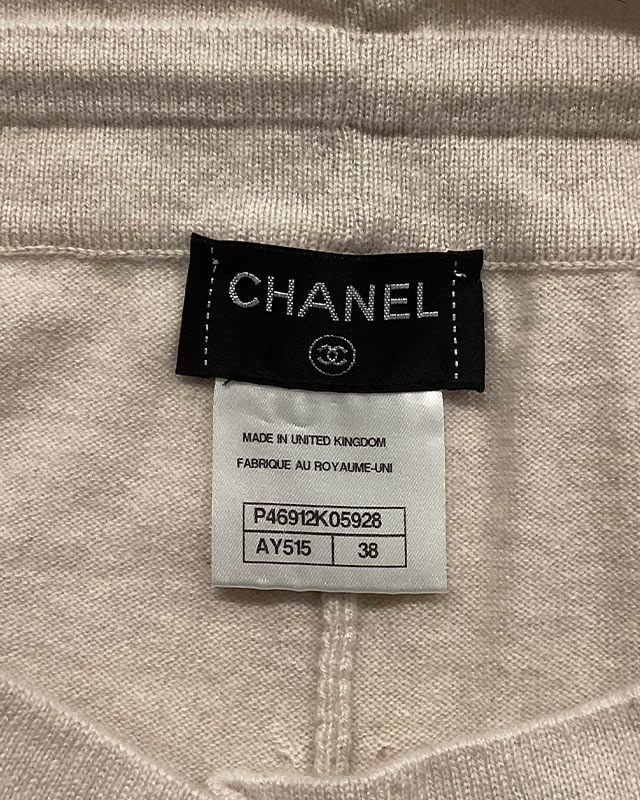 CHANEL
MADE IN UNITED KINGDOM
FABRIQUE AU ROYAUME-UNI
P46912K05928
AY515 38